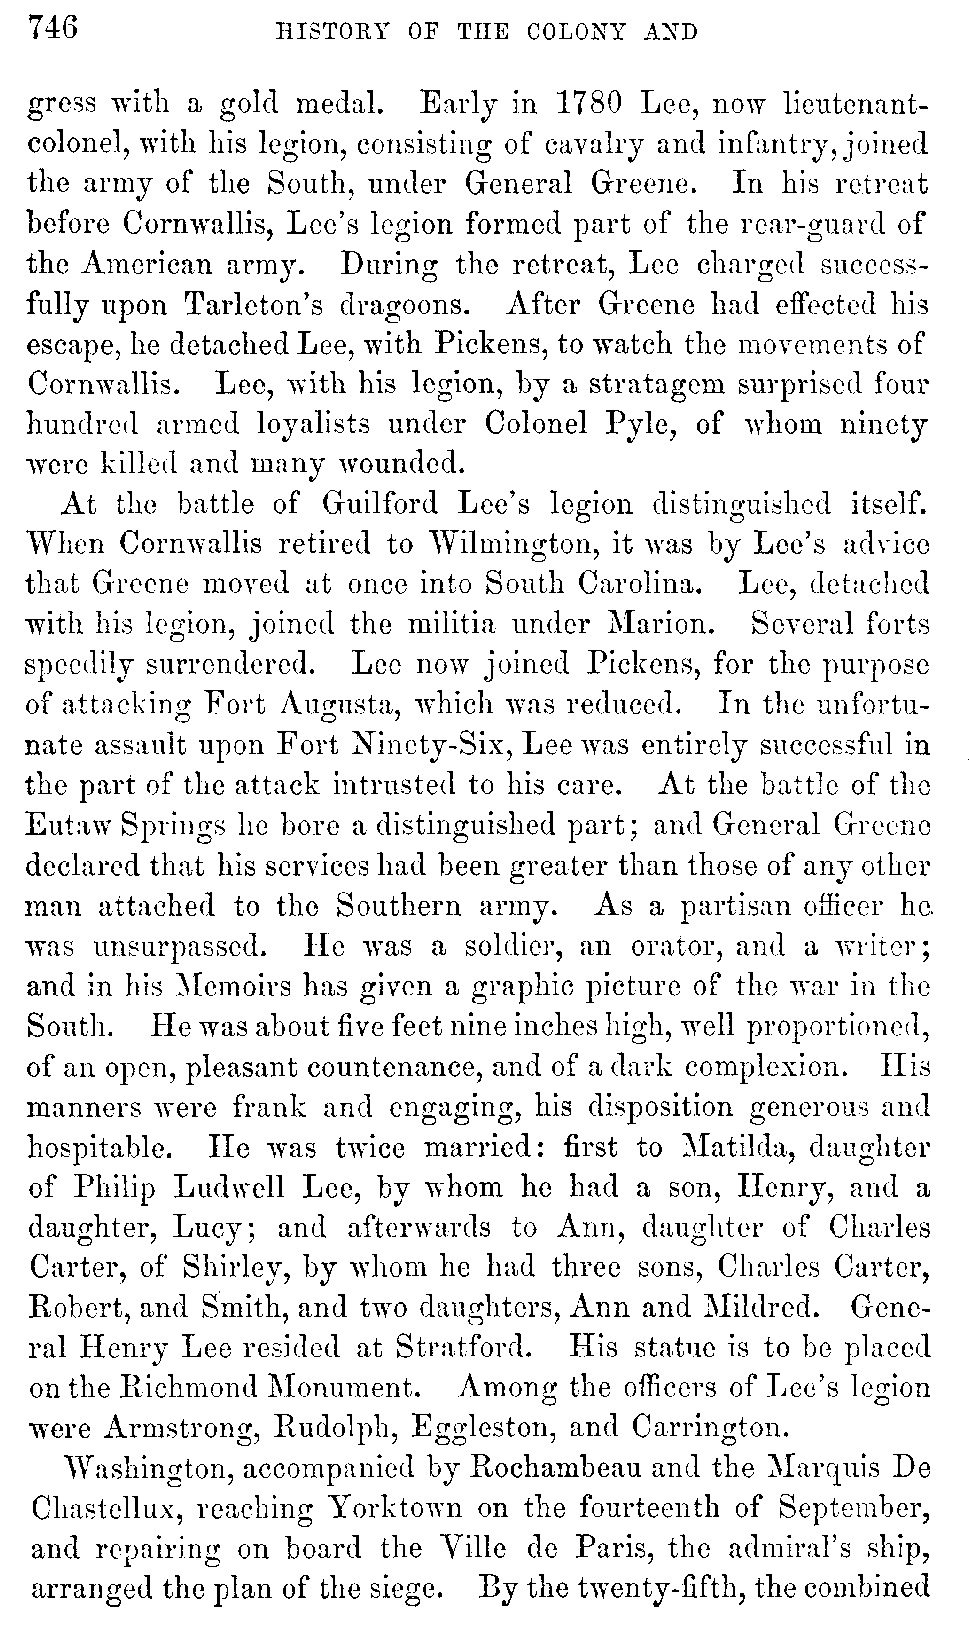 746 HISTORY OF THE COLONY AND
gress with a gold medal. Early in 1780 Lee, now lieutenant-
colonel, with his legion, consisting of cavalry and infantry, joined
the army of the South, under General Greene. In his retreat
before Cornwallis, Lee's legion formed part of the rear-guard of
the American army. During the retreat, Lee charged success-
fully upon Tarleton's dragoons. After Greene had effected his
escape, he detached Lee, with Pickens, to watch the movements of
Cornwallis. Lee, with his legion, by a stratagem surprised four
hundred armed loyalists under Colonel Pyle, of whom ninety
were killed and many wounded.
At the battle of Guilford Lee's legion distinguished itself.
When Cornwallis retired to Wilmington, it was by Lee's advice
that Greene moved at once into South Carolina. Lee, detached
with his legion, joined the militia under Marion. Several forts
speedily surrendered. Lee now joined Pickens, for the purpose
of attacking Fort Augusta, which was reduced. In the unfortu-
nate assault upon Fort Ninety-Six, Lee was entirely successful in
the part of the attack intrusted to his care. At the battle of the
Eutaw Springs he bore a distinguished part; and General Greene
declared that his services had been greater than those of any other
man attached to the Southern army. As a partisan officer he
was unsurpassed. He was a soldier, an orator, and a writer;
and in his Memoirs has given a graphic picture of the war in the
South. He was about five feet nine inches high, well proportioned,
of an open, pleasant countenance, and of a dark complexion. His
manners were frank and engaging, his disposition generous and
hospitable. He was twice married: first to Matilda, daughter
of Philip Ludwell Lee, by whom he had a son, Henry, and a
daughter, Lucy; and afterwards to Ann, daughter of Charles
Carter, of Shirley, by whom he had three sons, Charles Carter,
Robert, and Smith, and two daughters, Ann and Mildred. Gene-
ral Henry Lee resided at Stratford. His statue is to be placed
on the Richmond Monument. Among the officers of Lee's legion
were Armstrong, Rudolph, Eggleston, and Carrington.
Washington, accompanied by Rochambeau and the Marquis De
Chastellux, reaching Yorktown on the fourteenth of September,
and repairing on board the Ville de Paris, the admiral's ship,
arranged the plan of the siege. By the twenty-fifth, the combined